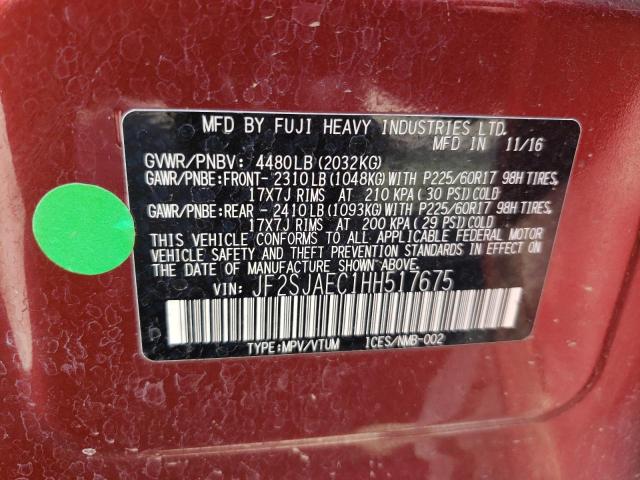 MFD BY FUJI HEAVY INDUSTRIES LTD.
MFD IN 11/16
GVWR/PNBV: 4480LB(2032KG)
GAWR/PNBE:FRONT- 2310LB(1048KG)WITH P225/60R17 98H TIRES,
17X7J RIMS AT 210 KPA(30 PSI)COLD
GAWR/PNBE:REAR - 2410LB(1093KG)WITH P225/60R17 98H TIRES,
17X7J RIMS AT 200 KPA(29 PSI)COLD
THIS VEHICLE CONFORMS TO ALL APPLICABLE FEDERAL MOTOR
VEHICLE SAFETY AND THEFT PREVENTION STANDARDS IN EFFECT
ON THE DATE OF MANUFACTURE SHOWN ABOVE.
VIN: JF2SJAEC1HH517675
TYPE:MPV/VTUM ICES/NMB-002